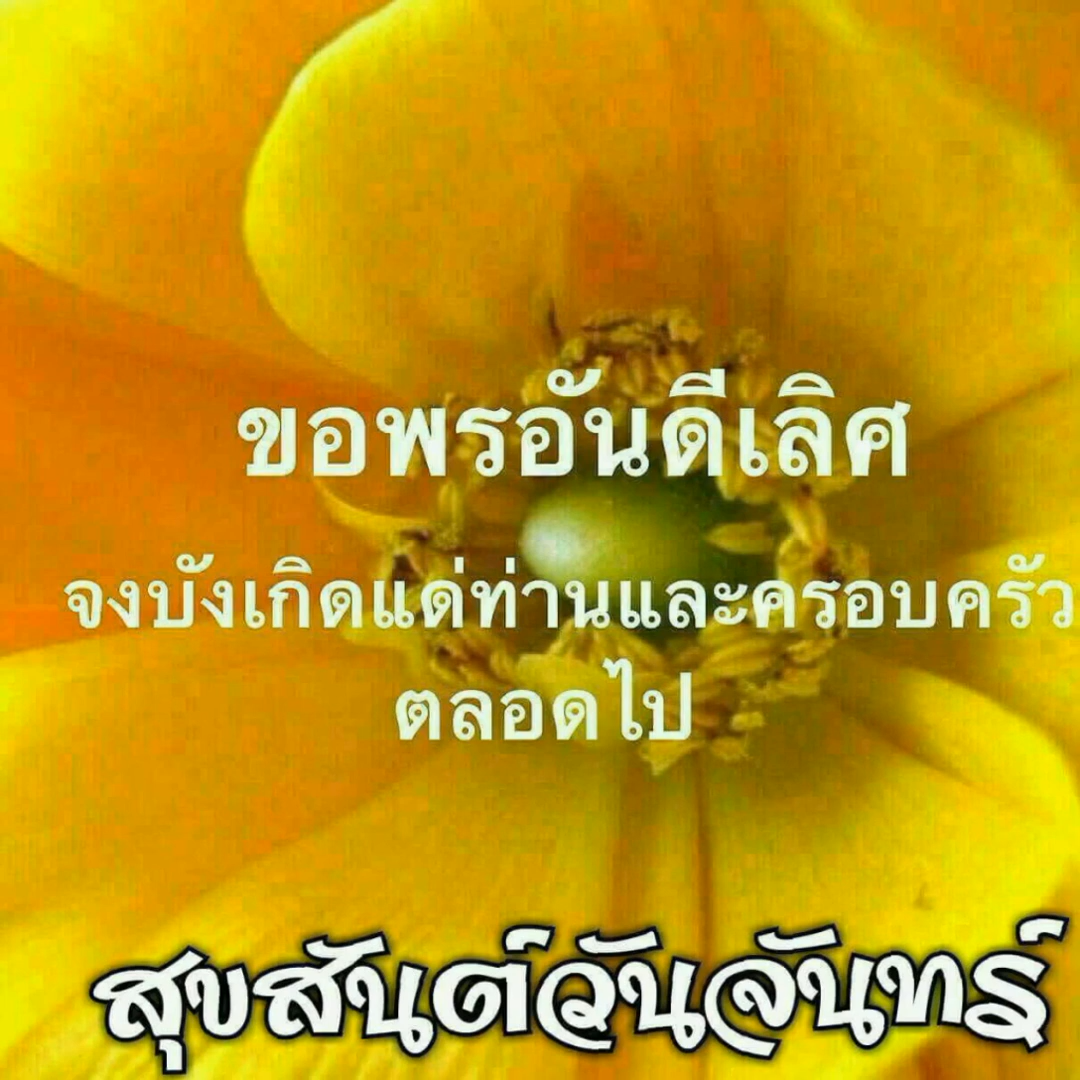 ขอพรอันดีเลิศ
จงบังเกิดแด่ท่านและครอบครัว
ตลอดไป
สุขสันต์วันจันทร์